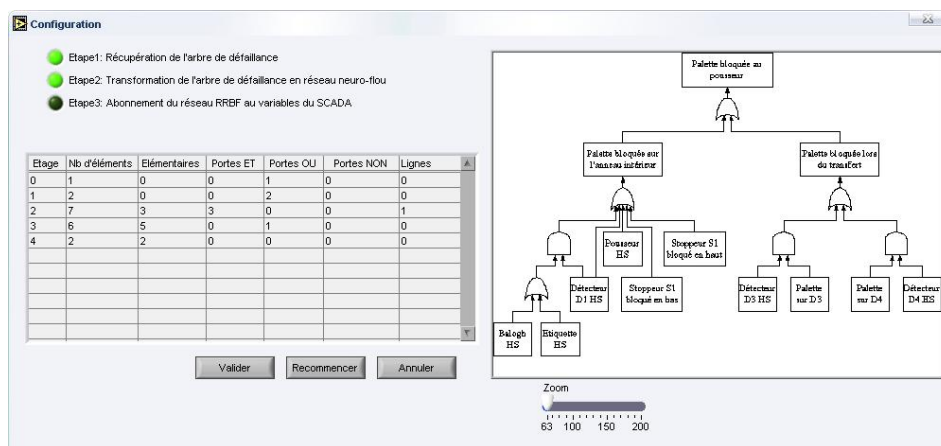 Configuration
Etape1: Récupération de l'arbre de défaillance
Etape2: Transformation de l'arbre de défaillance en réseau neuro-flou
Etape3: Abonnement du réseau RRBF au variables du SCADA
Etage Nb d'éléments Elémentaires Portes ET Portes OU Portes NON Lignes
0 1 0 0 1 0 0
1 2 0 0 2 0 0
2 7 3 3 0 0 1
3 6 5 0 1 0 0
4 2 2 0 0 0 0
Valider Recommencer Annuler
Palette bloquée au
pousseur
Palette bloquée sur
l'anneau intérieur
Palette bloquée lors
du transfert
Pousseur
HS
Stoppeur S1
bloqué en haut
Détecteur
D1 HS
Stoppeur S1
bloqué en bas
Détecteur
D3 HS
Palette
sur D3
Palette
sur D4
Détecteur
D4 HS
Balogh
HS
Etiquette
HS
Zoom
63 100 150 200